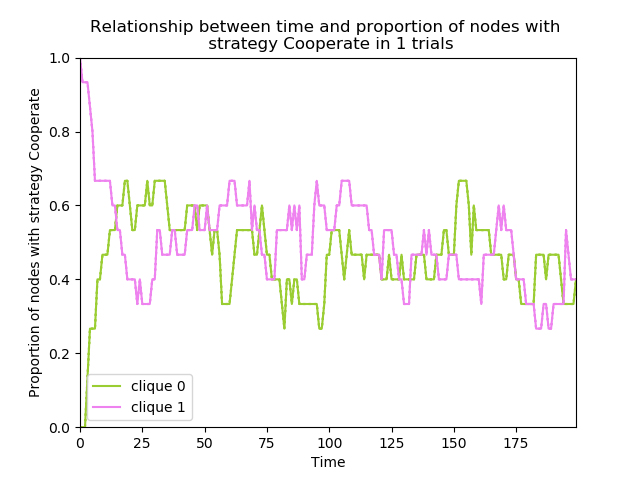 Relationship between time and proportion of nodes with
strategy Cooperate in 1 trials
Proportion of nodes with strategy Cooperate
1.0
0.8
0.6
0.4
0.2
0.0
clique 0
clique 1
0 25 50 75 100 125 150 175
Time